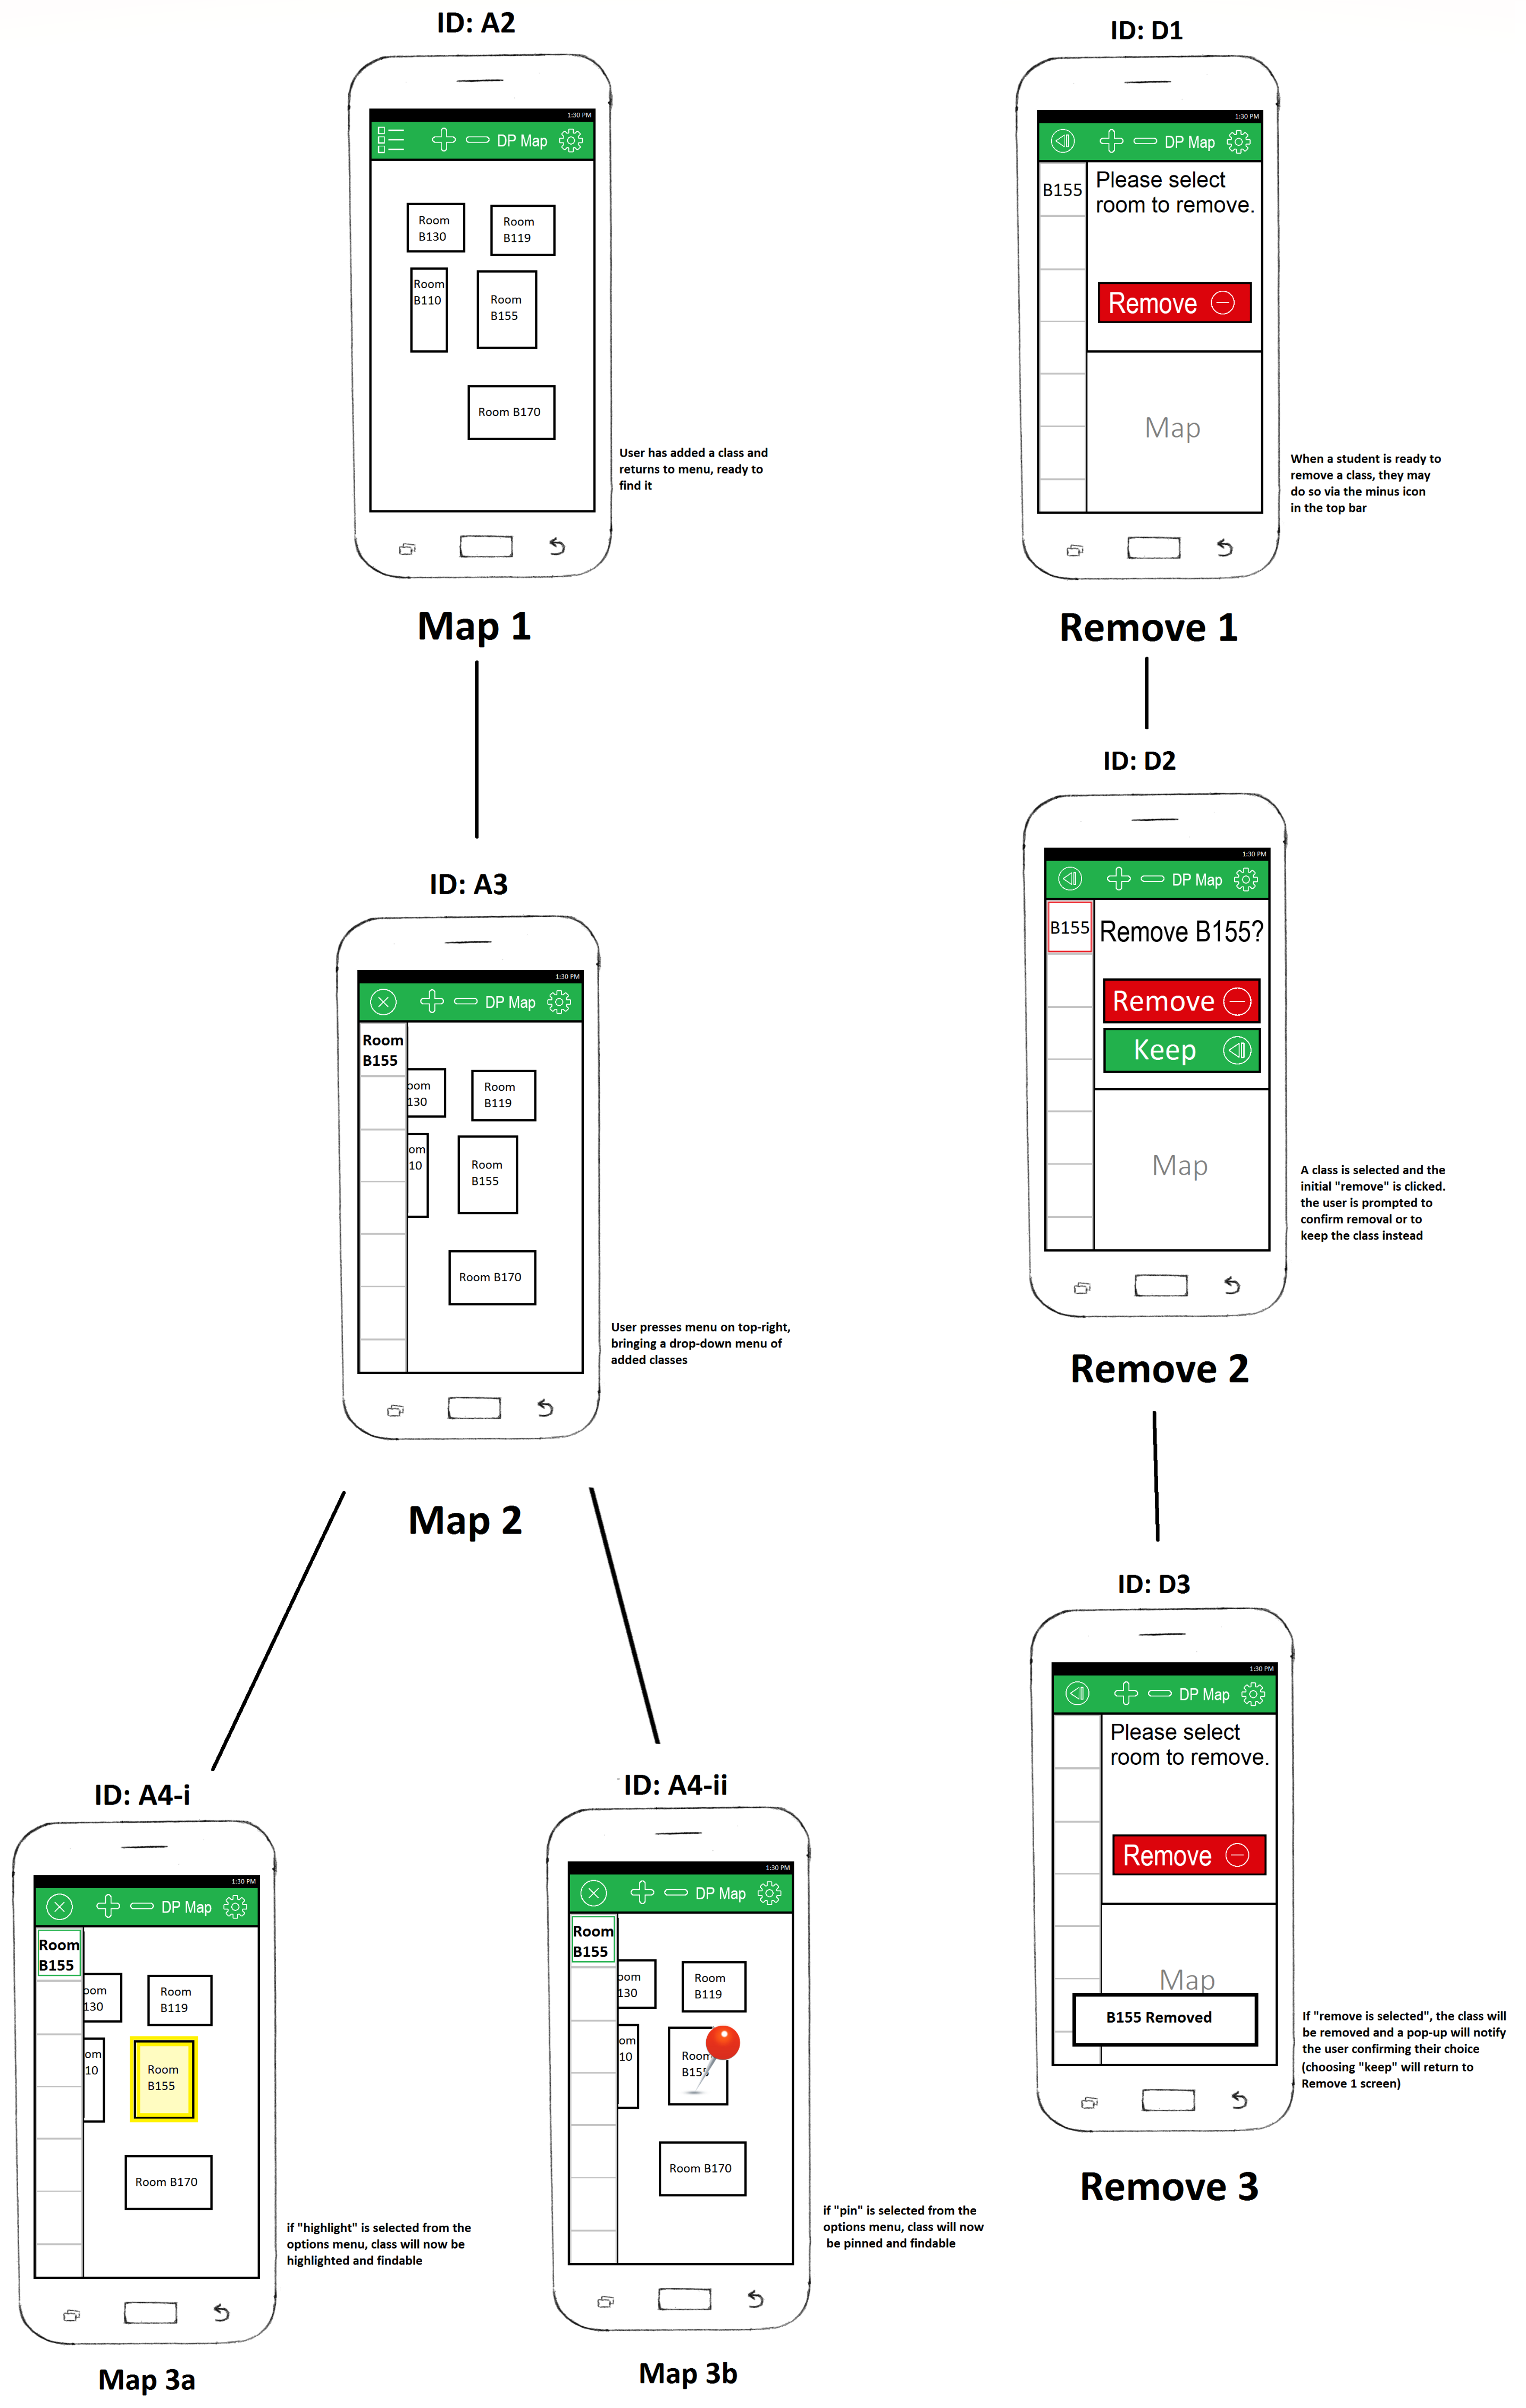 ID: A2
1:30 PM
DP Map
Room
B130
Room
B119
Room
B110
Room
B155
Room B170
User has added a class and
returns to menu, ready to
find it
Map 1
ID: A3
1:30 PM
DP Map
Room
B155
oom
130
Room
B119
om
10
Room
B155
Room B170
User presses menu on top-right,
bringing a drop-down menu of
added classes
Map 2
ID: A4-i
1:30 PM
DP Map
Room
B155
oom
130
Room
B119
om
10
Room
B155
Room B170
if "highlight" is selected from the
options menu, class will now be
highlighted and findable
Map 3a
ID: A4-ii
1:30 PM
DP Map
Room
B155
oom
130
Room
B119
om
10
Room
B155
Room B170
if "pin" is selected from the
options menu, class will now
be pinned and findable
Map 3b
ID: D1
1:30 PM
DP Map
B155
Please select
room to remove.
Remove
Map
When a student is ready to
remove a class, they may
do so via the minus icon
in the top bar
Remove 1
ID: D2
1:30 PM
DP Map
B155
Remove B155?
Remove
Keep
Map
A class is selected and the
initial "remove" is clicked.
the user is prompted to
confirm removal or to
keep the class instead
Remove 2
ID: D3
1:30 PM
DP Map
Please select
room to remove.
Remove
Map
B155 Removed
If "remove is selected", the class will
be removed and a pop-up will notify
the user confirming their choice
(choosing "keep" will return to
Remove 1 screen)
Remove 3